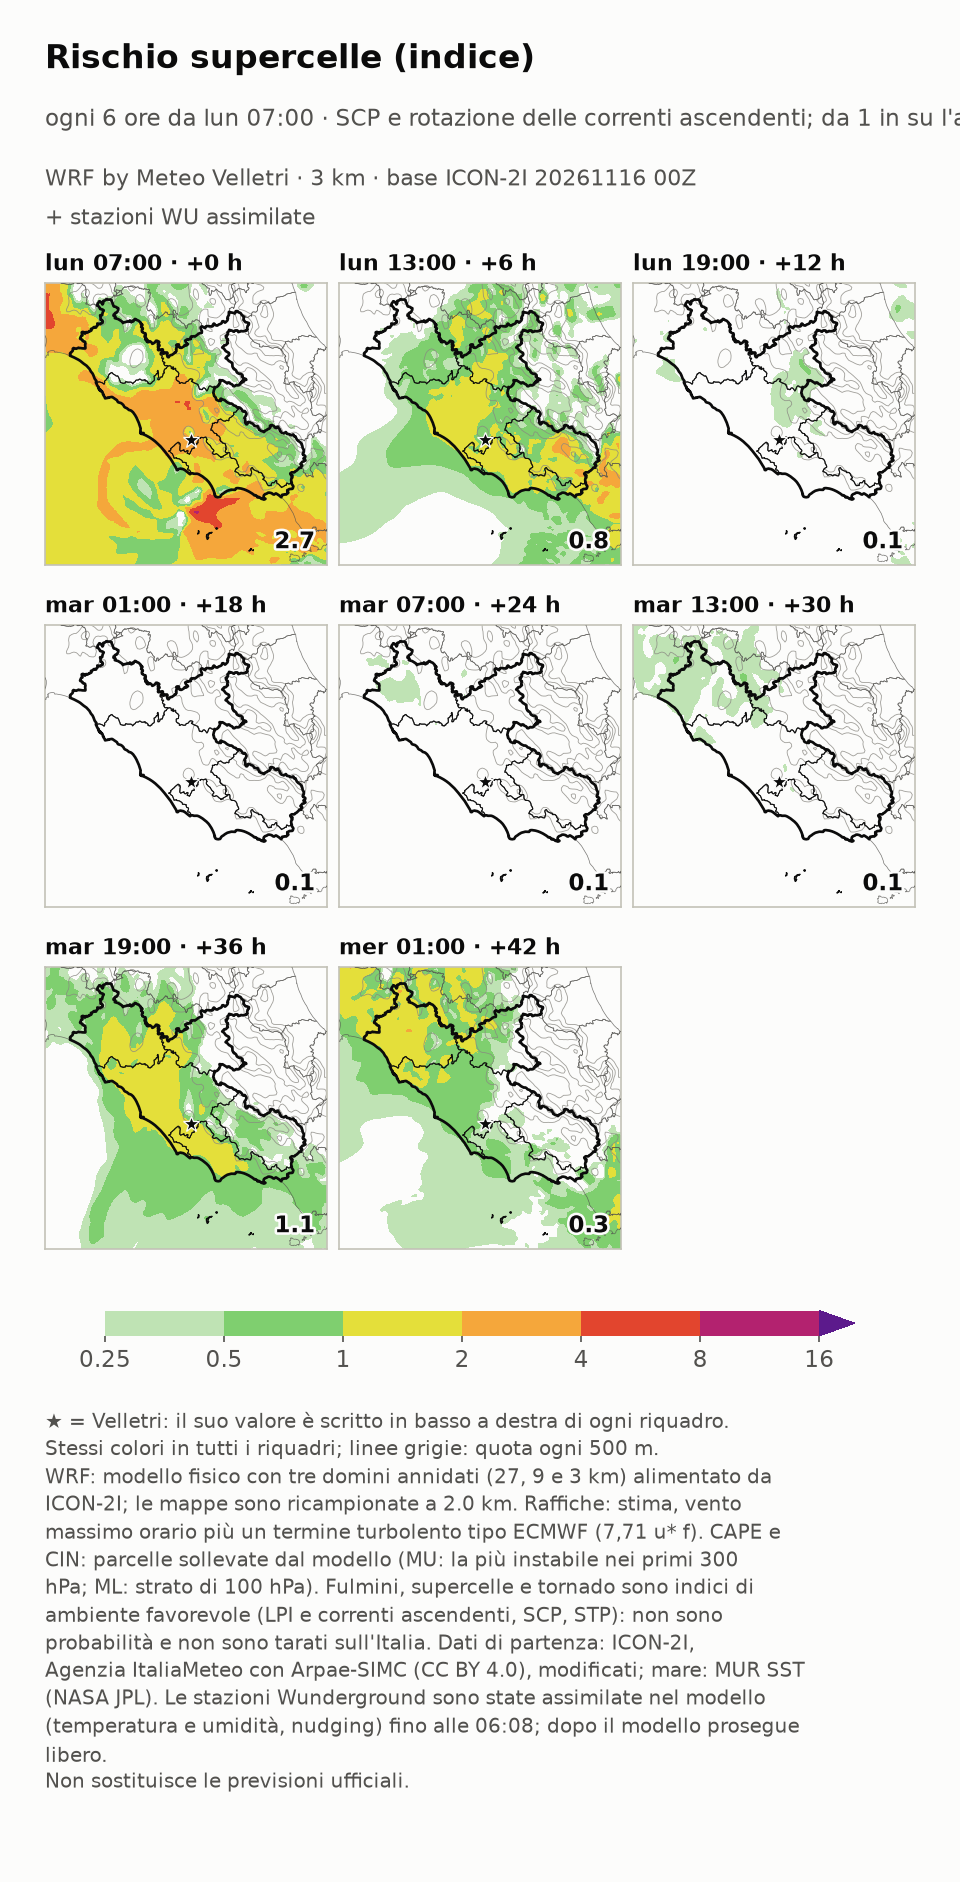 Rischio supercelle (indice)
ogni 6 ore da lun 07:00 · SCP e rotazione delle correnti ascendenti; da 1 in su l'a
WRF by Meteo Velletri · 3 km · base ICON-2I 20261116 00Z
+ stazioni WU assimilate
lun 07:00 · +0 h
lun 13:00 · +6 h
lun 19:00 · +12 h
2.7
0.8
0.1
mar 01:00 · +18 h
mar 07:00 · +24 h
mar 13:00 · +30 h
0.1
0.1
0.1
mar 19:00 · +36 h
mer 01:00 · +42 h
1.1
0.3
0.25 0.5 1 2 4 8 16
★ = Velletri: il suo valore è scritto in basso a destra di ogni riquadro.
Stessi colori in tutti i riquadri; linee grigie: quota ogni 500 m.
WRF: modello fisico con tre domini annidati (27, 9 e 3 km) alimentato da
ICON-2I; le mappe sono ricampionate a 2.0 km. Raffiche: stima, vento
massimo orario più un termine turbolento tipo ECMWF (7,71 u* f). CAPE e
CIN: parcelle sollevate dal modello (MU: la più instabile nei primi 300
hPa; ML: strato di 100 hPa). Fulmini, supercelle e tornado sono indici di
ambiente favorevole (LPI e correnti ascendenti, SCP, STP): non sono
probabilità e non sono tarati sull'Italia. Dati di partenza: ICON-2I,
Agenzia ItaliaMeteo con Arpae-SIMC (CC BY 4.0), modificati; mare: MUR SST
(NASA JPL). Le stazioni Wunderground sono state assimilate nel modello
(temperatura e umidità, nudging) fino alle 06:08; dopo il modello prosegue
libero.
Non sostituisce le previsioni ufficiali.